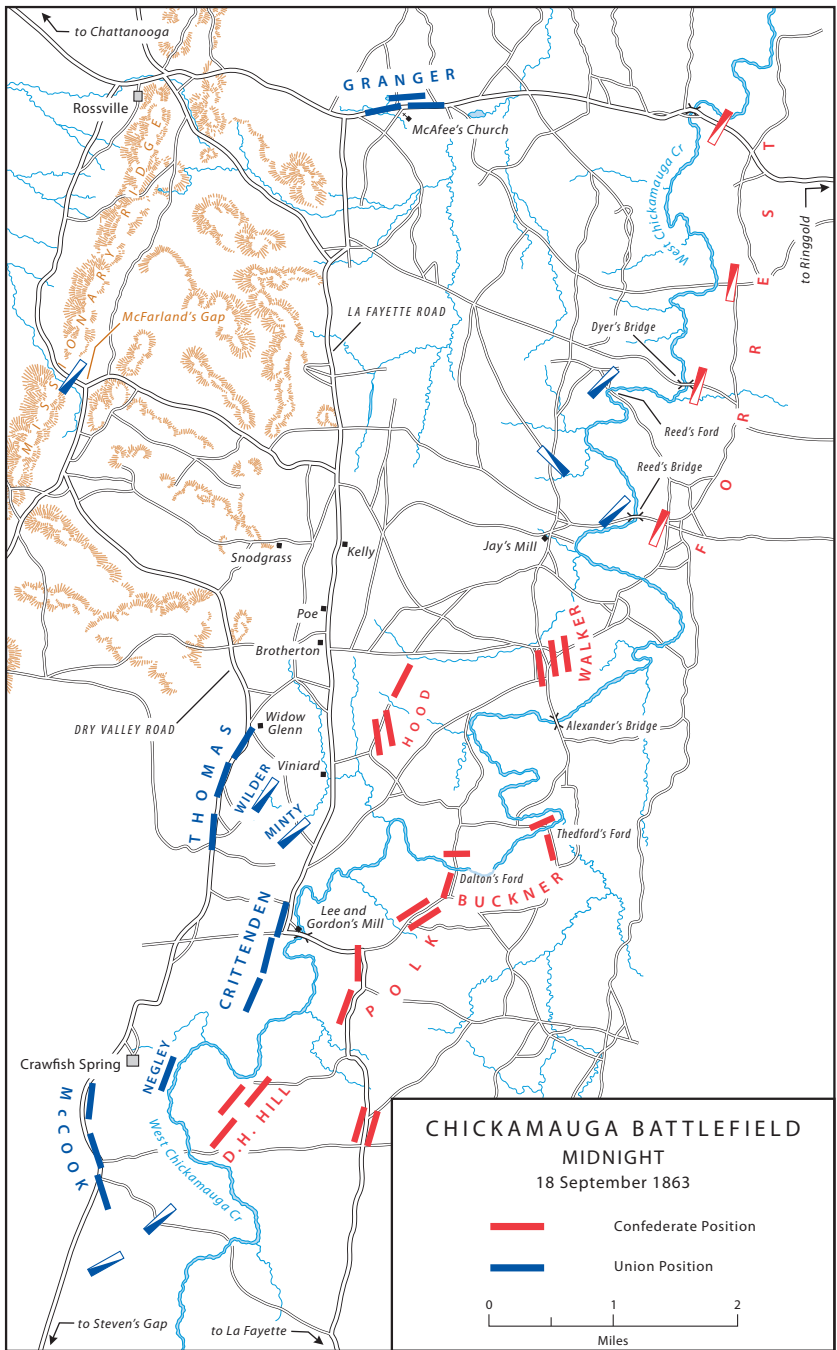 to Chattanooga
GRANGER
Rossville
McAfee's Church
MISSIONARY RIDGE
West Chickamauga Cr
FORREST
to Ringgold
McFarland's Gap
LA FAYETTE ROAD
Dyer's Bridge
Reed's Ford
Reed's Bridge
Snodgrass
Kelly
Jay's Mill
Poe
Brotherton
WALKER
HOOD
DRY VALLEY ROAD
Widow
Glenn
Alexander's Bridge
THOMAS
WILDER
Viniard
MINTY
Thedford's Ford
Dalton's Ford
BUCKNER
Lee and
Gordon's Mill
CRITTENDEN
POLK
Crawfish Spring
NEGLEY
McCOOK
D.H. HILL
West Chickamauga Cr
to Steven's Gap
to La Fayette
CHICKAMAUGA BATTLEFIELD
MIDNIGHT
18 September 1863
Confederate Position
Union Position
0 1 2
Miles